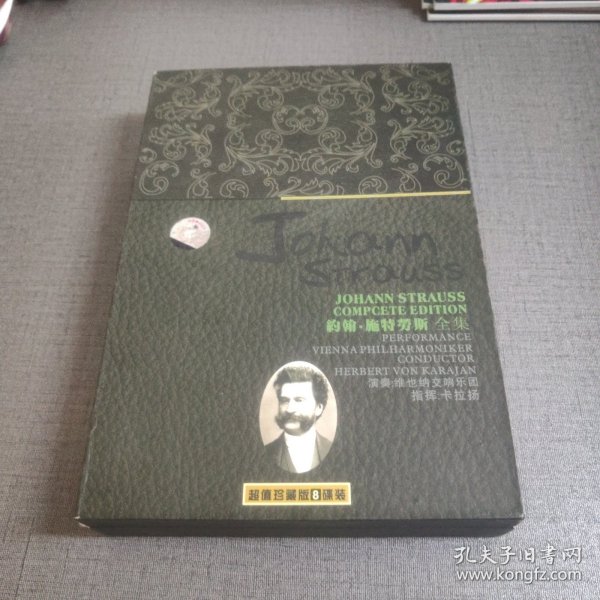 Johann
Strauss
JOHANN STRAUSS
COMPCETE EDITION
約翰·施特勞斯 全集
PERFORMANCE
VIENNA PHILHARMONIKER
CONDUCTOR
HERBERT VON KARAJAN
演奏:维也纳交响乐团
指挥:卡拉扬
超值珍藏版8碟装
孔夫子旧书网
www.kongfz.com